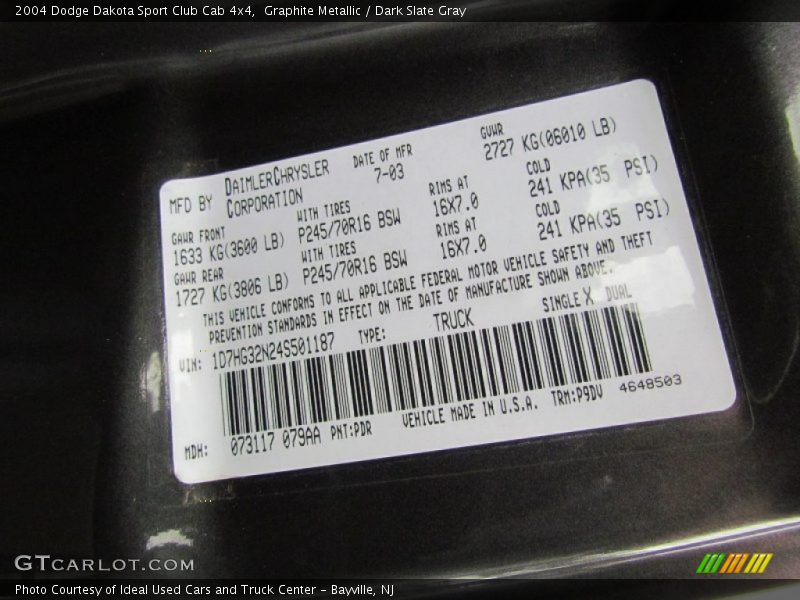 2004 Dodge Dakota Sport Club Cab 4x4,  Graphite Metallic / Dark Slate Gray
MFD BY DAIMLERCHRYSLER CORPORATION
DATE OF MFR 7-03
GVWR 2727 KG(06010 LB)
GAWR FRONT WITH TIRES RIMS AT COLD
1633 KG(3600 LB) P245/70R16 BSW 16X7.0 241 KPA(35 PSI)
GAWR REAR WITH TIRES RIMS AT COLD
1727 KG(3806 LB) P245/70R16 BSW 16X7.0 241 KPA(35 PSI)
THIS VEHICLE CONFORMS TO ALL APPLICABLE FEDERAL MOTOR VEHICLE SAFETY AND THEFT
PREVENTION STANDARDS IN EFFECT ON THE DATE OF MANUFACTURE SHOWN ABOVE.
VIN: 1D7HG32N24S501187 TYPE: TRUCK SINGLE X DUAL
MDH: 073117 079AA PNT:PDR VEHICLE MADE IN U.S.A. TRM:P9DV 4648503
GTCARLOT.COM
Photo Courtesy of Ideal Used Cars and Truck Center – Bayville, NJ